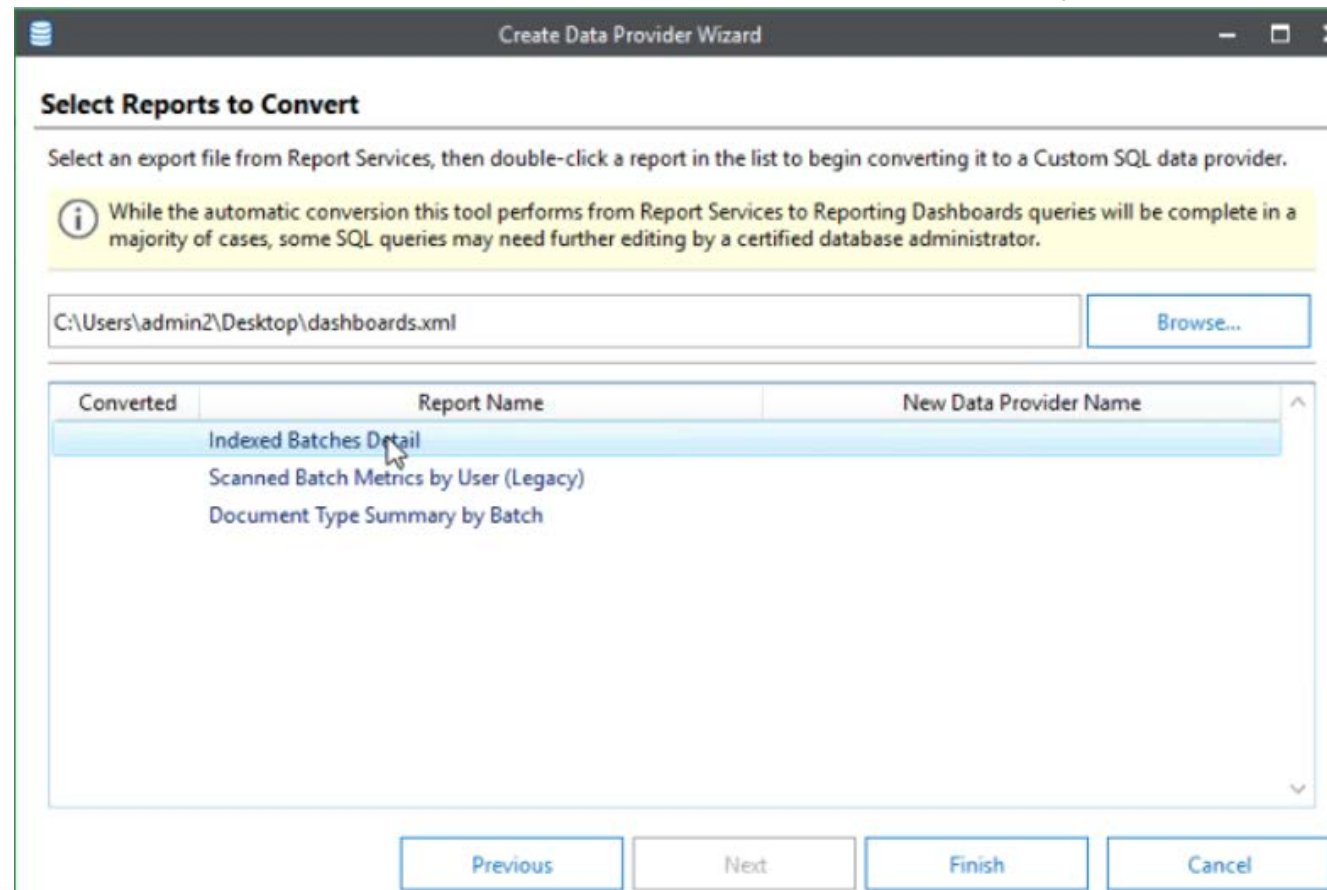 Create Data Provider Wizard
Select Reports to Convert
Select an export file from Report Services, then double-click a report in the list to begin converting it to a Custom SQL data provider.
While the automatic conversion this tool performs from Report Services to Reporting Dashboards queries will be complete in a
majority of cases, some SQL queries may need further editing by a certified database administrator.
C:\Users\admin2\Desktop\dashboards.xml Browse...
Converted Report Name New Data Provider Name
Indexed Batches Detail
Scanned Batch Metrics by User (Legacy)
Document Type Summary by Batch
Previous Next Finish Cancel